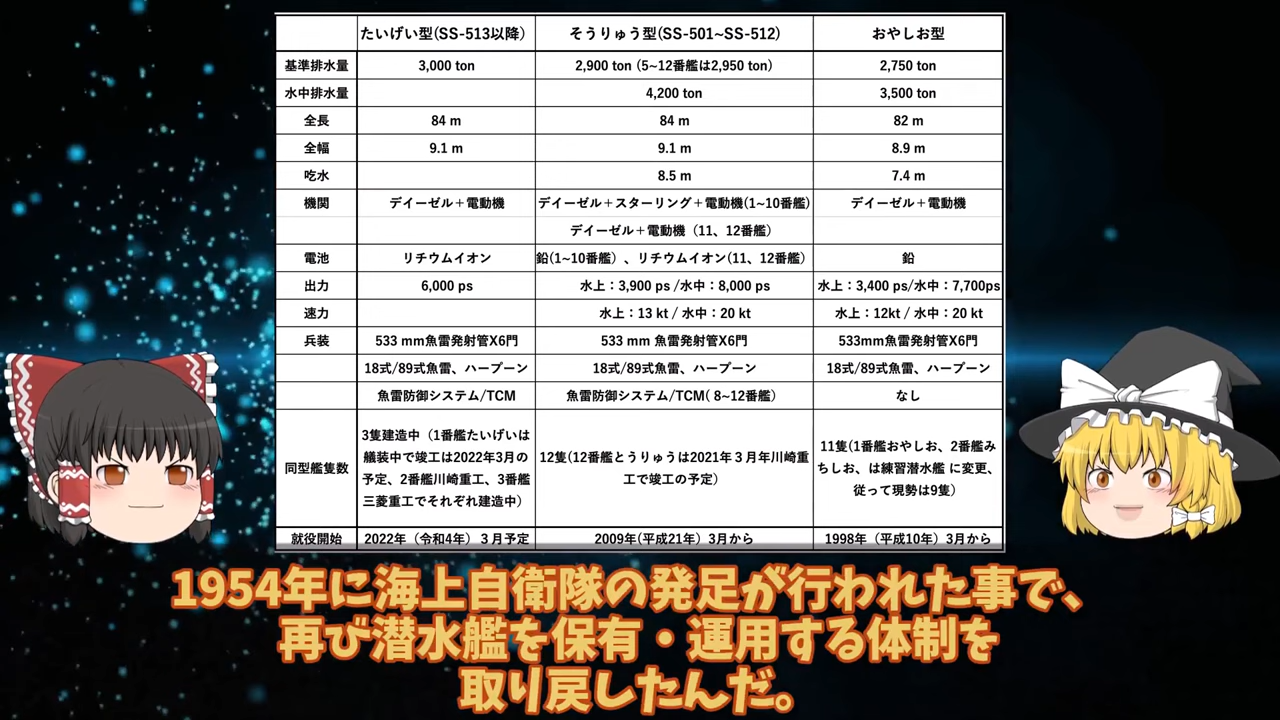 たいげい型(SS-513以降) そうりゅう型(SS-501~SS-512) おやしお型
基準排水量 3,000 ton 2,900 ton (5~12番艦は2,950 ton) 2,750 ton
水中排水量 4,200 ton 3,500 ton
全長 84 m 84 m 82 m
全幅 9.1 m 9.1 m 8.9 m
吃水 8.5 m 7.4 m
機関 デイーゼル＋電動機 デイーゼル＋スターリング＋電動機(1~10番艦) デイーゼル＋電動機
デイーゼル＋電動機（11、12番艦）
電池 リチウムイオン 鉛(1~10番艦）、リチウムイオン(11、12番艦） 鉛
出力 6,000 ps 水上：3,900 ps /水中：8,000 ps 水上：3,400 ps/水中：7,700ps
速力 水上：13 kt / 水中：20 kt 水上：12kt / 水中：20 kt
兵装 533 mm魚雷発射管X6門 533 mm 魚雷発射管X6門 533mm魚雷発射管X6門
18式/89式魚雷、ハープーン 18式/89式魚雷、ハープーン 18式/89式魚雷、ハープーン
魚雷防御システム/TCM 魚雷防御システム/TCM( 8~12番艦） なし
同型艦隻数
3隻建造中（1番艦たいげいは
艤装中で竣工は2022年3月の
予定、2番艦川崎重工、3番艦
三菱重工でそれぞれ建造中）
12隻(12番艦とうりゅうは2021年３月年川崎重
工で竣工の予定）
11隻(1番艦おやしお、2番艦み
ちしお、は練習潜水艦 に変更、
従って現勢は9隻）
就役開始 2022年（令和4年）３月予定 2009年(平成21年）3月から 1998年（平成10年）3月から
1954年に海上自衛隊の発足が行われた事で、
再び潜水艦を保有・運用する体制を
取り戻したんだ。